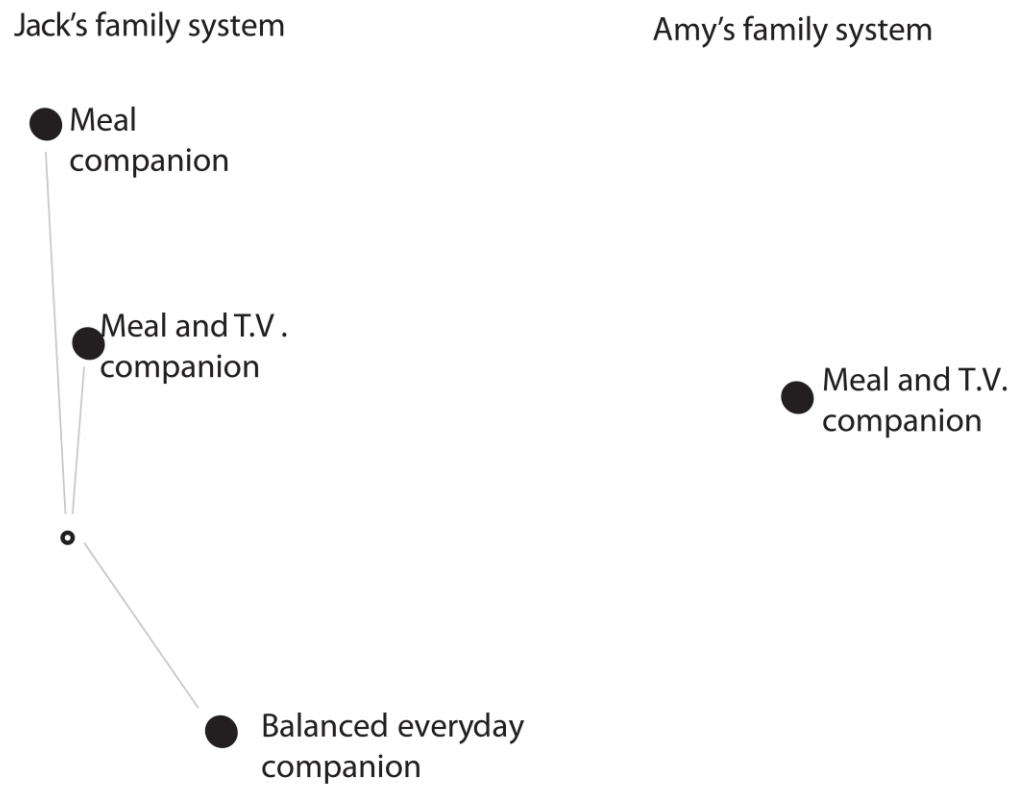 Jack's family system
Amy's family system
Meal
companion
Meal and T.V .
companion
Meal and T.V.
companion
Balanced everyday
companion